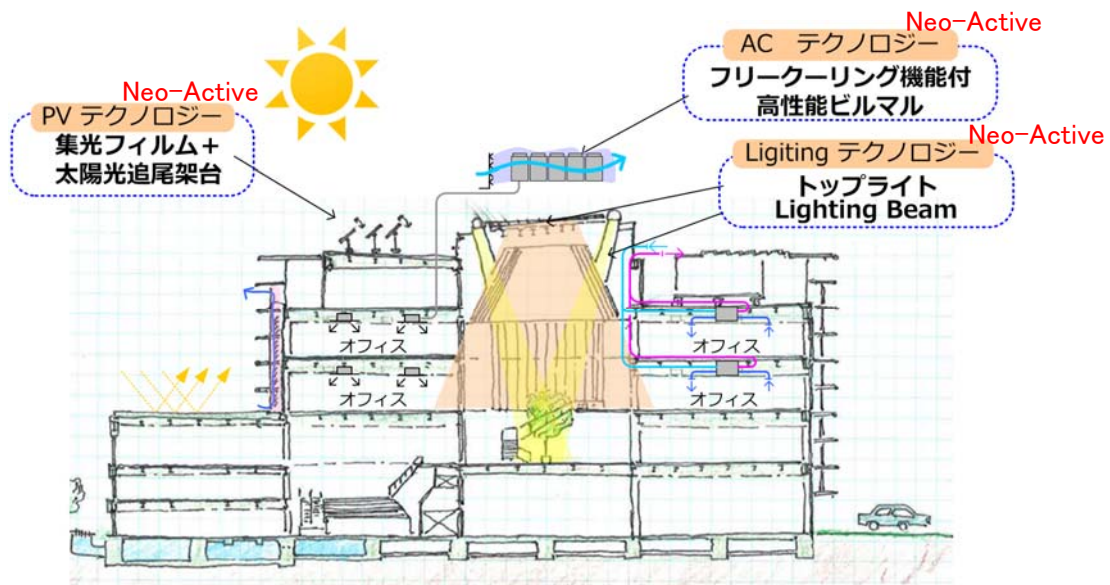 Neo-Active
AC テクノロジー
フリークーリング機能付
高性能ビルマル
Neo-Active
PV テクノロジー
集光フィルム＋
太陽光追尾架台
Neo-Active
Ligiting テクノロジー
トップライト
Lighting Beam
オフィス
オフィス
オフィス
オフィス